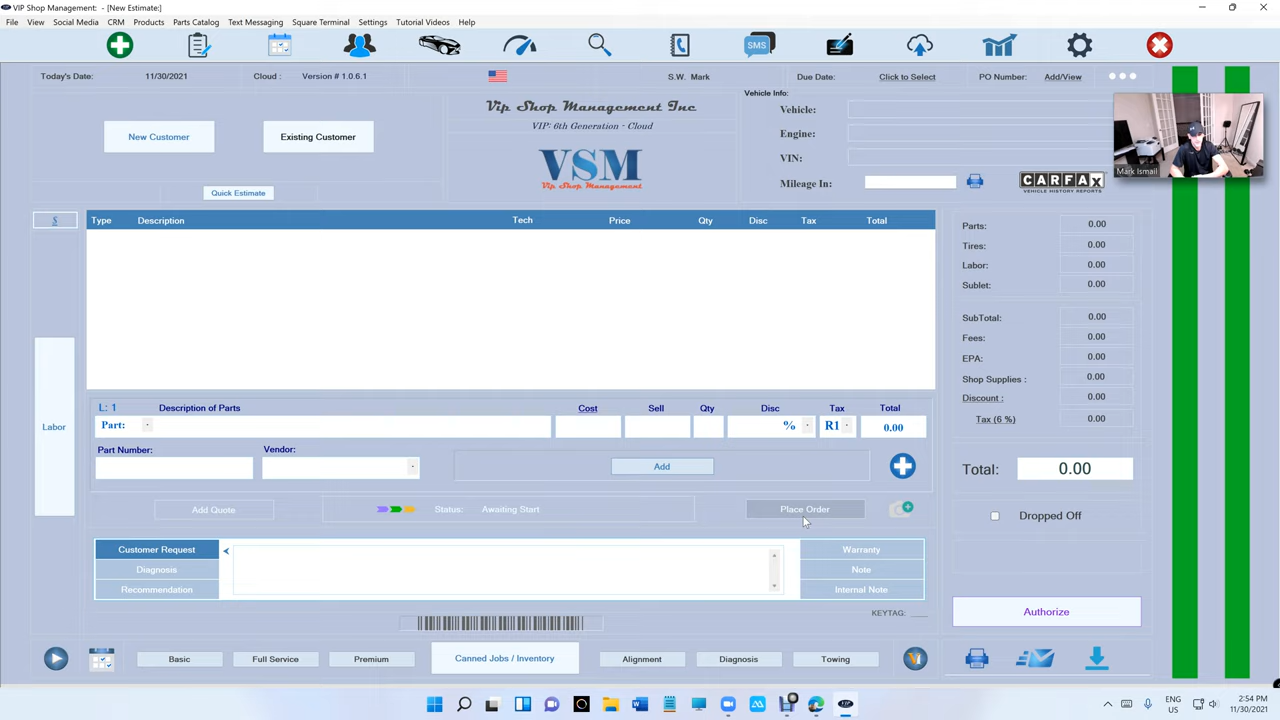 VIP Shop Management: - [New Estimate:]
File View Social Media CRM Products Parts Catalog Text Messaging Square Terminal Settings Tutorial Videos Help
SMS
Today's Date: 11/30/2021 Cloud : Version # 1.0.6.1 S.W. Mark Due Date: Click to Select PO Number: Add/View
Vehicle Info:
New Customer Existing Customer
Quick Estimate
Vip Shop Management Inc
VIP: 6th Generation - Cloud
VSM
Vip Shop Management
Vehicle:
Engine:
VIN:
Mileage In:
CARFAX
VEHICLE HISTORY REPORTS
Mark Ismail
S Type Description Tech Price Qty Disc Tax Total
Labor
Parts: 0.00
Tires: 0.00
Labor: 0.00
Sublet: 0.00
SubTotal: 0.00
Fees: 0.00
EPA: 0.00
Shop Supplies : 0.00
Discount : 0.00
Tax (6 %) 0.00
Total: 0.00
Dropped Off
Authorize
L: 1 Description of Parts Cost Sell Qty Disc Tax Total
Part: % R1 0.00
Part Number: Vendor:
Add
Add Quote Status: Awaiting Start Place Order
Customer Request Warranty
Diagnosis Note
Recommendation Internal Note
KEYTAG: ____
Basic Full Service Premium Canned Jobs / Inventory Alignment Diagnosis Towing
VIP
ENG
US
2:54 PM
11/30/2021